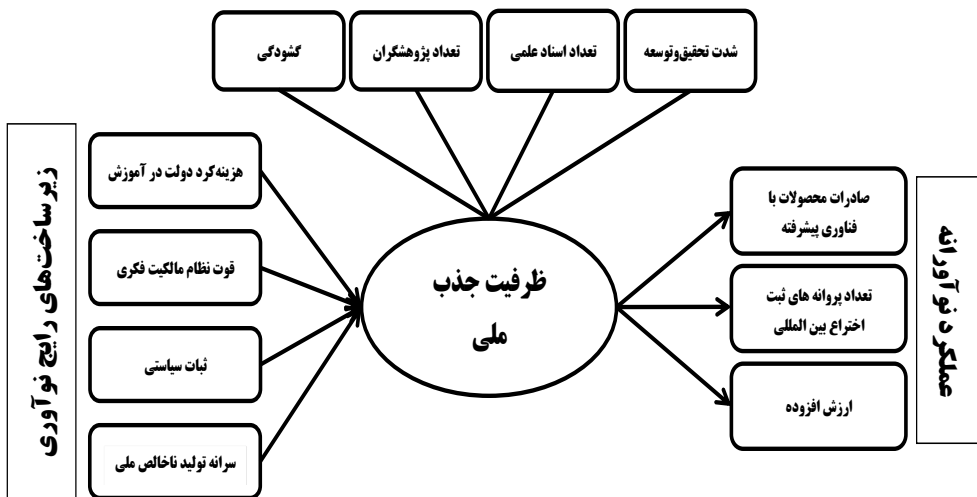 شدت تحقیق‌وتوسعه
تعداد اسناد علمی
تعداد پژوهشگران
گشودگی
عملکرد نوآورانه
صادرات محصولات با
فناوری پیشرفته
تعداد پروانه های ثبت
اختراع بین المللی
ارزش افزوده
ظرفیت جذب
ملی
هزینه‌کرد دولت در آموزش
قوت نظام مالکیت فکری
ثبات سیاستی
سرانه تولید ناخالص ملی
زیرساخت‌های رایج نوآوری